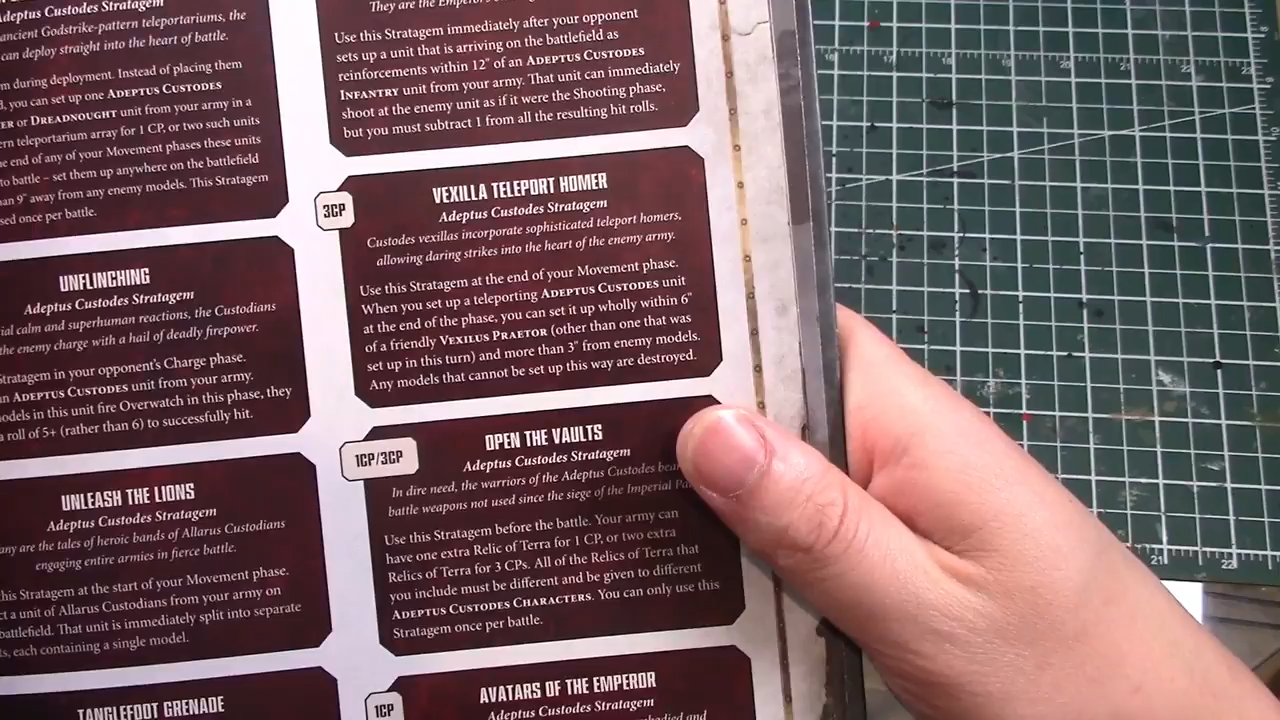 Adeptus Custodes Stratagem
ancient Godstrike-pattern teleportariums, the
can deploy straight into the heart of battle.
during deployment. Instead of placing them
you can set up one ADEPTUS CUSTODES
or DREADNOUGHT unit from your army in a
teleportarium array for 1 CP, or two such units
end of any of your Movement phases these units
to battle – set them up anywhere on the battlefield
9" away from any enemy models. This Stratagem
once per battle.
UNFLINCHING
Adeptus Custodes Stratagem
calm and superhuman reactions, the Custodians
the enemy charge with a hail of deadly firepower.
Stratagem in your opponent's Charge phase.
ADEPTUS CUSTODES unit from your army.
models in this unit fire Overwatch in this phase, they
a roll of 5+ (rather than 6) to successfully hit.
UNLEASH THE LIONS
Adeptus Custodes Stratagem
are the tales of heroic bands of Allarus Custodians
engaging entire armies in fierce battle.
this Stratagem at the start of your Movement phase.
a unit of Allarus Custodians from your army on
battlefield. That unit is immediately split into separate
each containing a single model.
TANGLEFOOT GRENADE
They are the Emperor's
Use this Stratagem immediately after your opponent
sets up a unit that is arriving on the battlefield as
reinforcements within 12" of an ADEPTUS CUSTODES
INFANTRY unit from your army. That unit can immediately
shoot at the enemy unit as if it were the Shooting phase,
but you must subtract 1 from all the resulting hit rolls.
3CP
VEXILLA TELEPORT HOMER
Adeptus Custodes Stratagem
Custodes vexillas incorporate sophisticated teleport homers,
allowing daring strikes into the heart of the enemy army.
Use this Stratagem at the end of your Movement phase.
When you set up a teleporting ADEPTUS CUSTODES unit
at the end of the phase, you can set it up wholly within 6"
of a friendly VEXILUS PRAETOR (other than one that was
set up in this turn) and more than 3" from enemy models.
Any models that cannot be set up this way are destroyed.
1CP/3CP
OPEN THE VAULTS
Adeptus Custodes Stratagem
In dire need, the warriors of the Adeptus Custodes
battle weapons not used since the siege of the Imperial
Use this Stratagem before the battle. Your army can
have one extra Relic of Terra for 1 CP, or two extra
Relics of Terra for 3 CPs. All of the Relics of Terra that
you include must be different and be given to different
ADEPTUS CUSTODES CHARACTERS. You can only use this
Stratagem once per battle.
1CP
AVATARS OF THE EMPEROR
Adeptus Custodes Stratagem
and